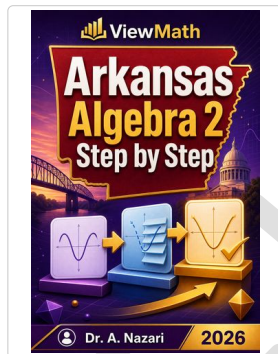 ViewMath
Arkansas
Algebra 2
Step by Step
Dr. A. Nazari
2026